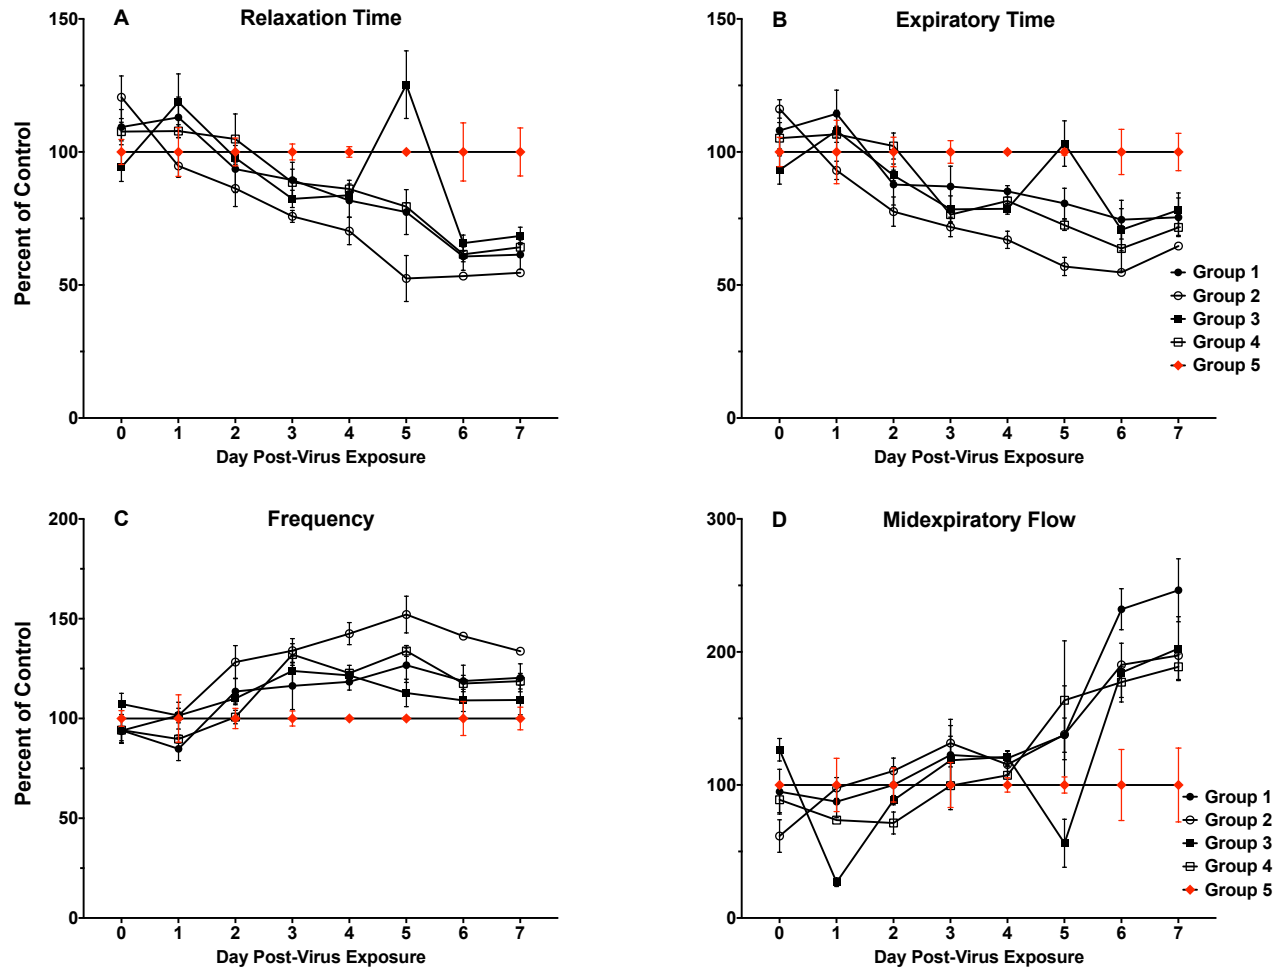 A Relaxation Time
Percent of Control
150
100
50
0
0 1 2 3 4 5 6 7
Day Post-Virus Exposure
B Expiratory Time
150
100
50
0
0 1 2 3 4 5 6 7
Day Post-Virus Exposure
Group 1
Group 2
Group 3
Group 4
Group 5
C Frequency
Percent of Control
200
150
100
50
0
0 1 2 3 4 5 6 7
Day Post-Virus Exposure
D Midexpiratory Flow
300
200
100
0
0 1 2 3 4 5 6 7
Day Post-Virus Exposure
Group 1
Group 2
Group 3
Group 4
Group 5